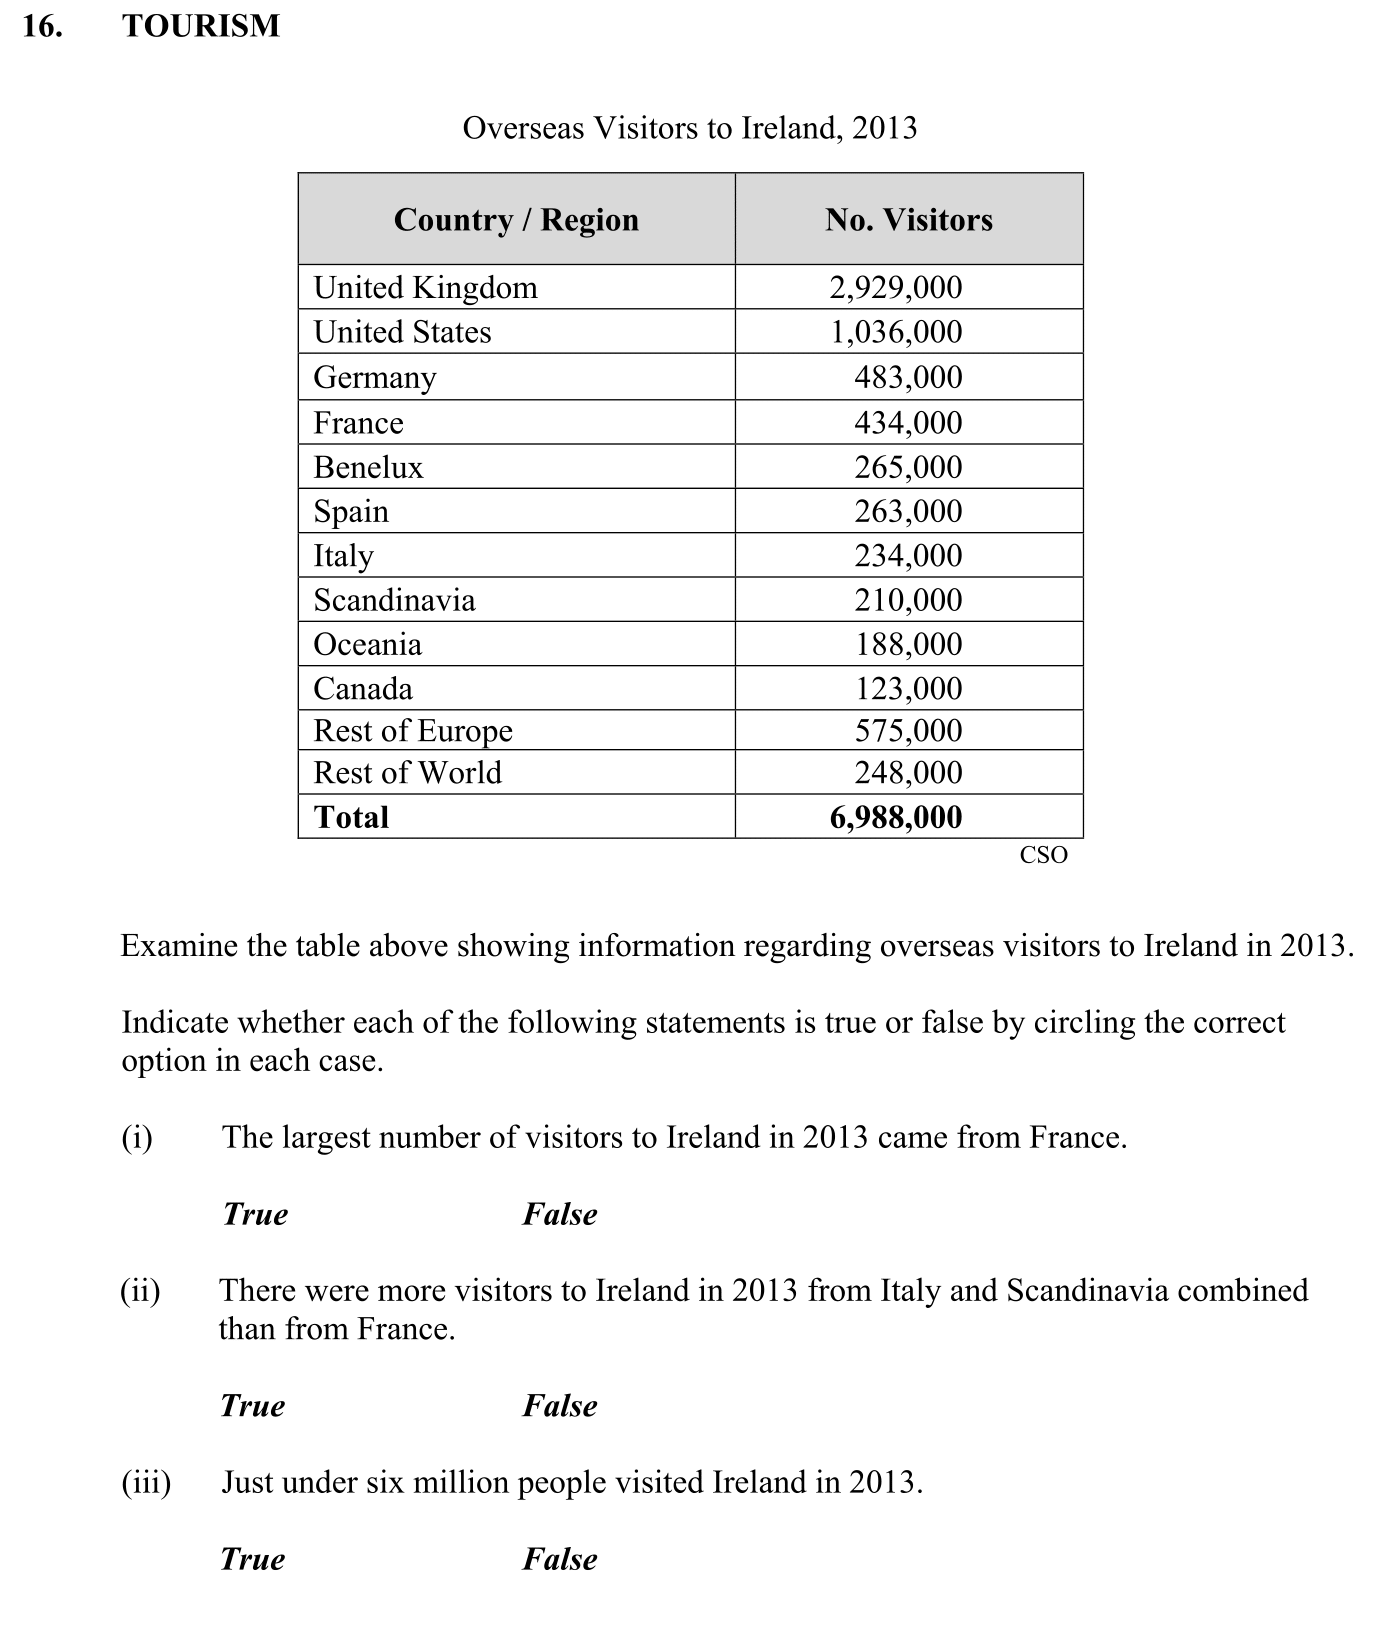 16. TOURISM
Overseas Visitors to Ireland, 2013
Country / Region No. Visitors
United Kingdom 2,929,000
United States 1,036,000
Germany 483,000
France 434,000
Benelux 265,000
Spain 263,000
Italy 234,000
Scandinavia 210,000
Oceania 188,000
Canada 123,000
Rest of Europe 575,000
Rest of World 248,000
Total 6,988,000
CSO
Examine the table above showing information regarding overseas visitors to Ireland in 2013.
Indicate whether each of the following statements is true or false by circling the correct
option in each case.
(i) The largest number of visitors to Ireland in 2013 came from France.
True False
(ii) There were more visitors to Ireland in 2013 from Italy and Scandinavia combined
than from France.
True False
(iii) Just under six million people visited Ireland in 2013.
True False